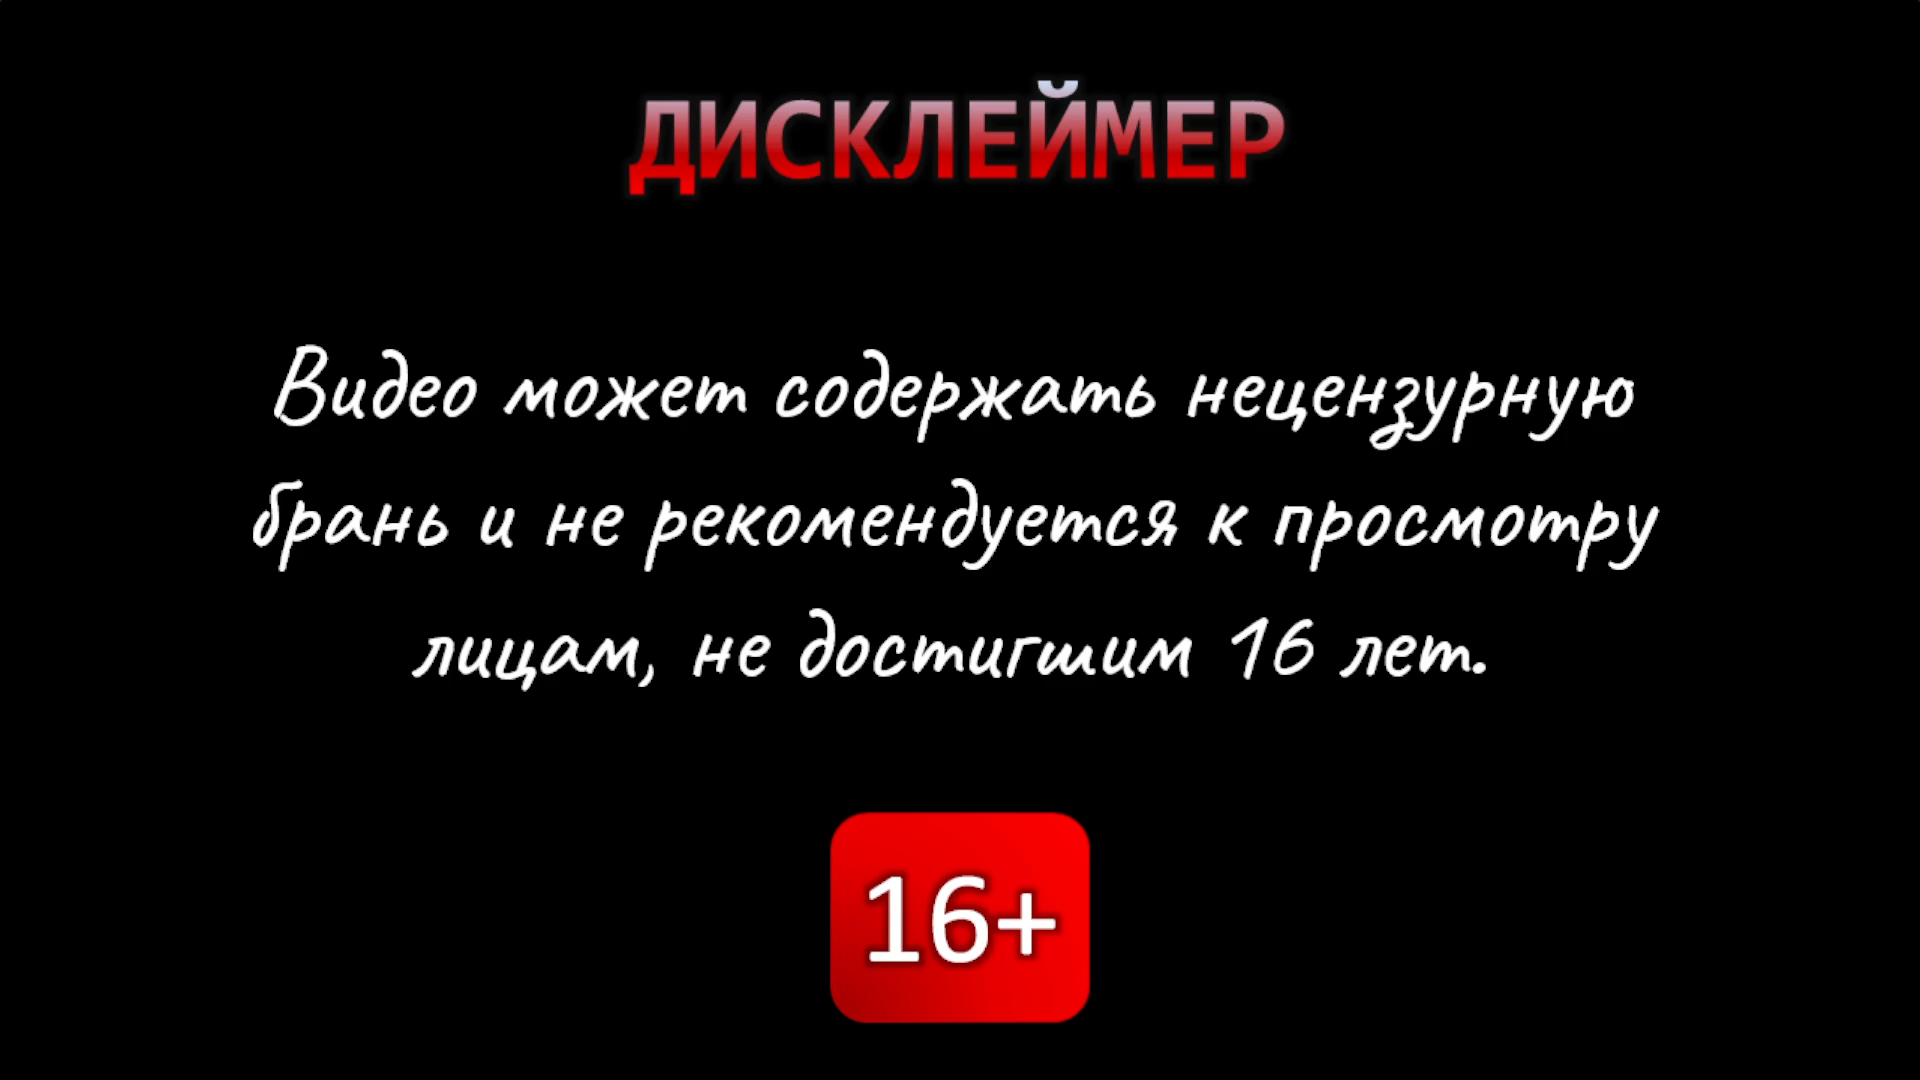 ДИСКЛЕЙМЕР
Видео может содержать нецензурную
брань и не рекомендуется к просмотру
лицам, не достигшим 16 лет.
16+